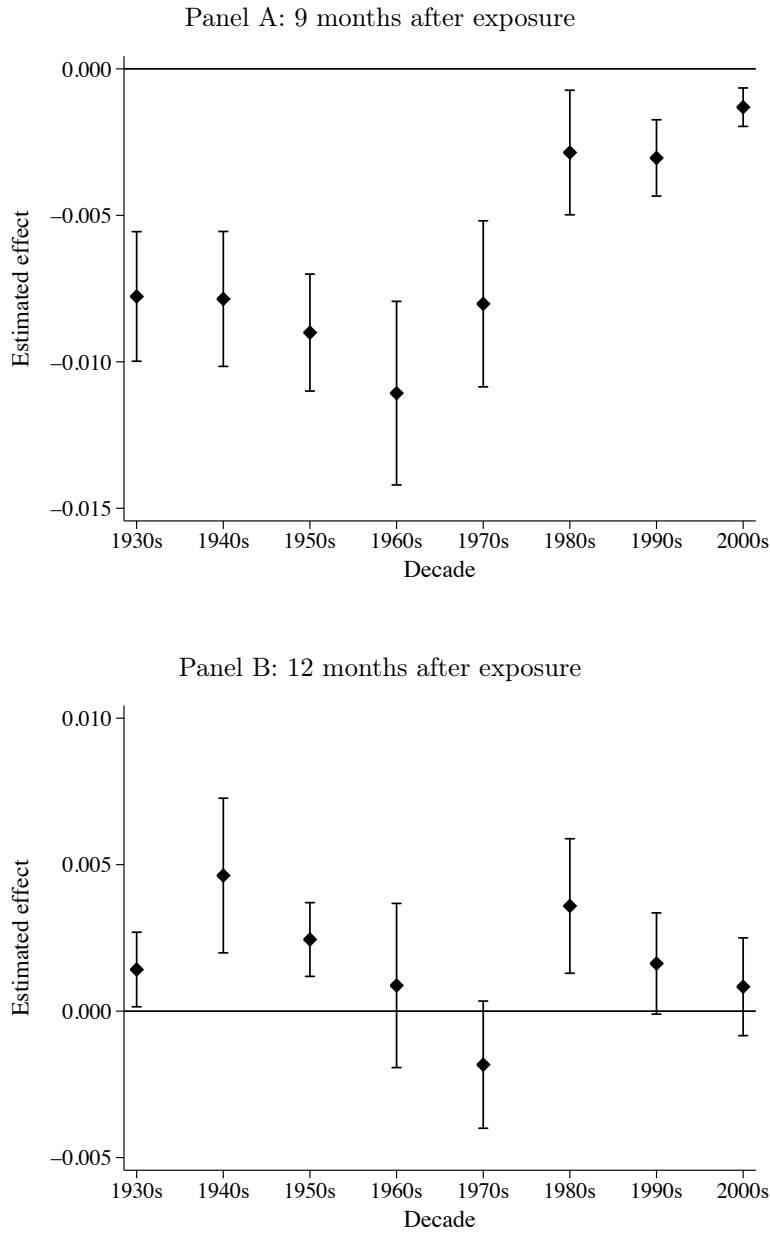 Panel A: 9 months after exposure
0.000
−0.005
−0.010
−0.015
Estimated effect
1930s 1940s 1950s 1960s 1970s 1980s 1990s 2000s
Decade
Panel B: 12 months after exposure
0.010
0.005
0.000
−0.005
Estimated effect
1930s 1940s 1950s 1960s 1970s 1980s 1990s 2000s
Decade